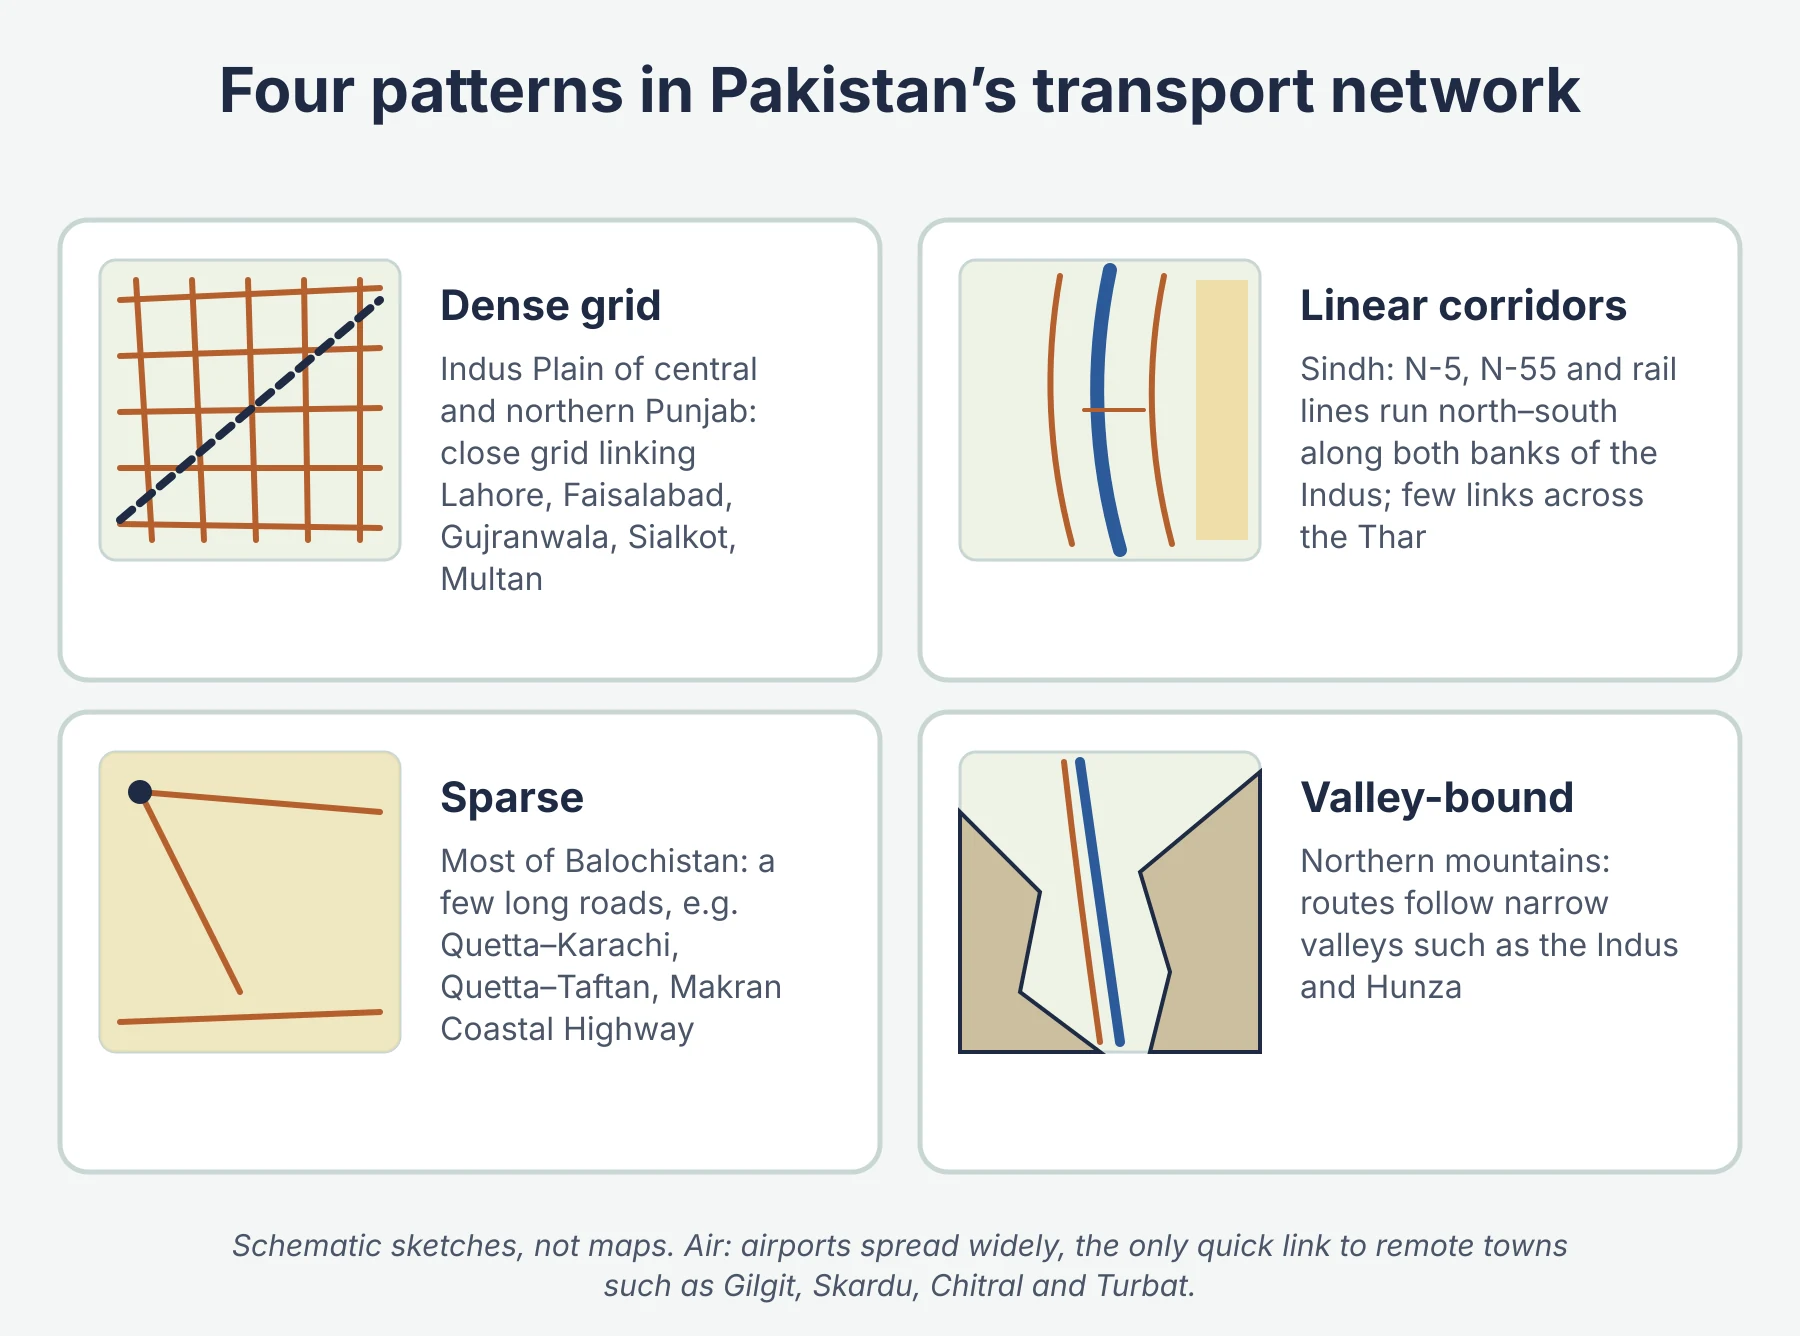 Four patterns in Pakistan’s transport network
Dense grid
Indus Plain of central
and northern Punjab:
close grid linking
Lahore, Faisalabad,
Gujranwala, Sialkot,
Multan
Linear corridors
Sindh: N-5, N-55 and rail
lines run north–south
along both banks of the
Indus; few links across
the Thar
Sparse
Most of Balochistan: a
few long roads, e.g.
Quetta–Karachi,
Quetta–Taftan, Makran
Coastal Highway
Valley-bound
Northern mountains:
routes follow narrow
valleys such as the Indus
and Hunza
Schematic sketches, not maps. Air: airports spread widely, the only quick link to remote towns
such as Gilgit, Skardu, Chitral and Turbat.